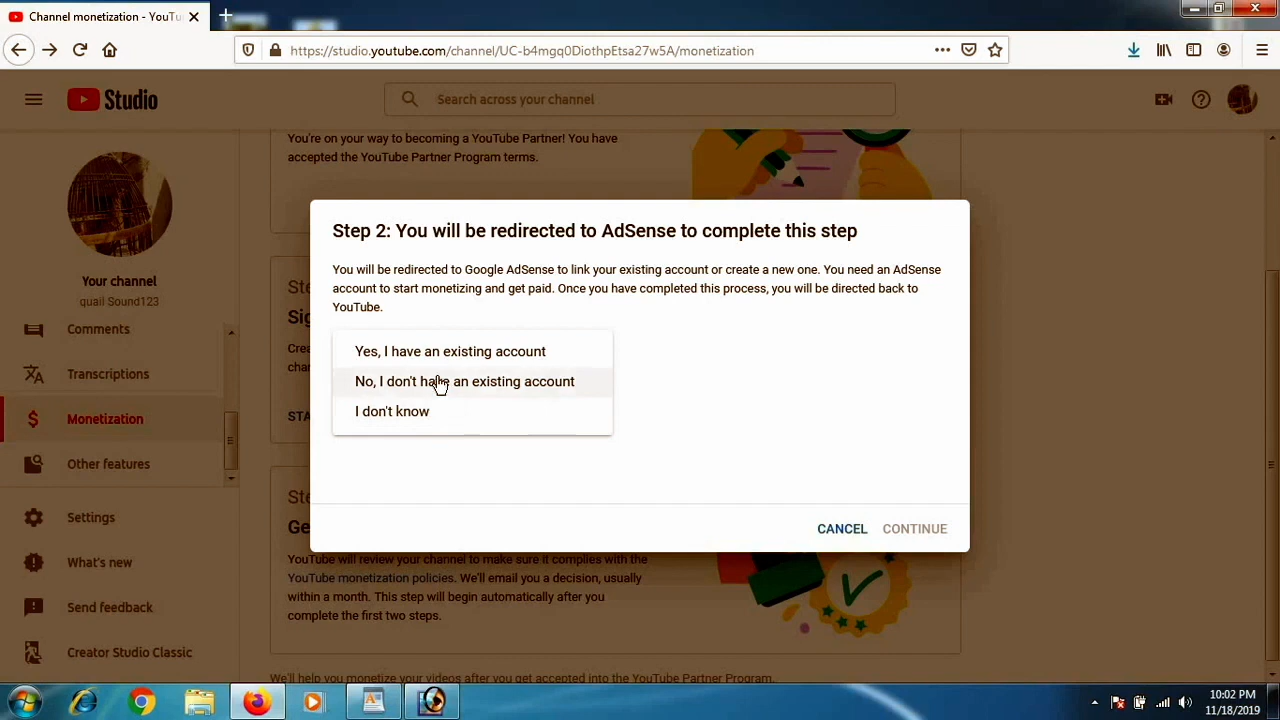 Channel monetization - YouTu
https://studio.youtube.com/channel/UC-b4mgq0DiothpEtsa27w5A/monetization
Studio
Search across your channel
You're on your way to becoming a YouTube Partner! You have
accepted the YouTube Partner Program terms.
Your channel
quail Sound123
Comments
Transcriptions
Monetization
Other features
Settings
What's new
Send feedback
Creator Studio Classic
Step 2: You will be redirected to AdSense to complete this step
You will be redirected to Google AdSense to link your existing account or create a new one. You need an AdSense
account to start monetizing and get paid. Once you have completed this process, you will be directed back to
YouTube.
Yes, I have an existing account
No, I don't have an existing account
I don't know
CANCEL CONTINUE
YouTube will review your channel to make sure it complies with the
YouTube monetization policies. We'll email you a decision, usually
within a month. This step will begin automatically after you
complete the first two steps.
We'll help you monetize your videos after you get accepted into the YouTube Partner Program.
10:02 PM
11/18/2019